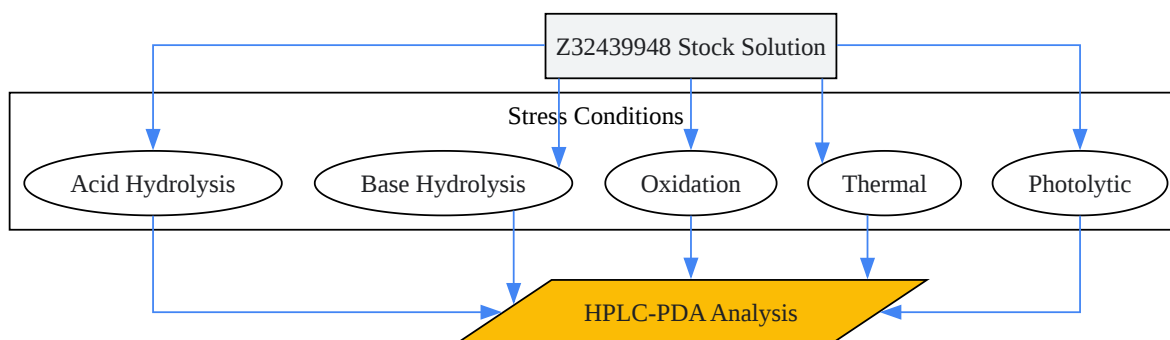 Z32439948 Stock Solution
Stress Conditions
Acid Hydrolysis
Base Hydrolysis
Oxidation
Thermal
Photolytic
HPLC-PDA Analysis